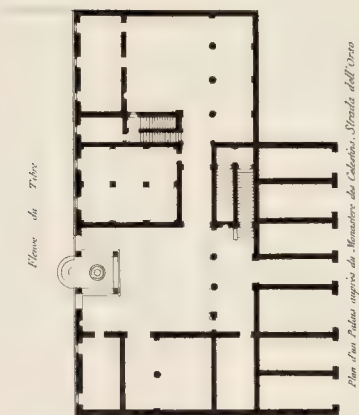 Fleuve du Tibre
Plan d'un Palais auprès du Monastère des Celestins, Strada dell'Orso